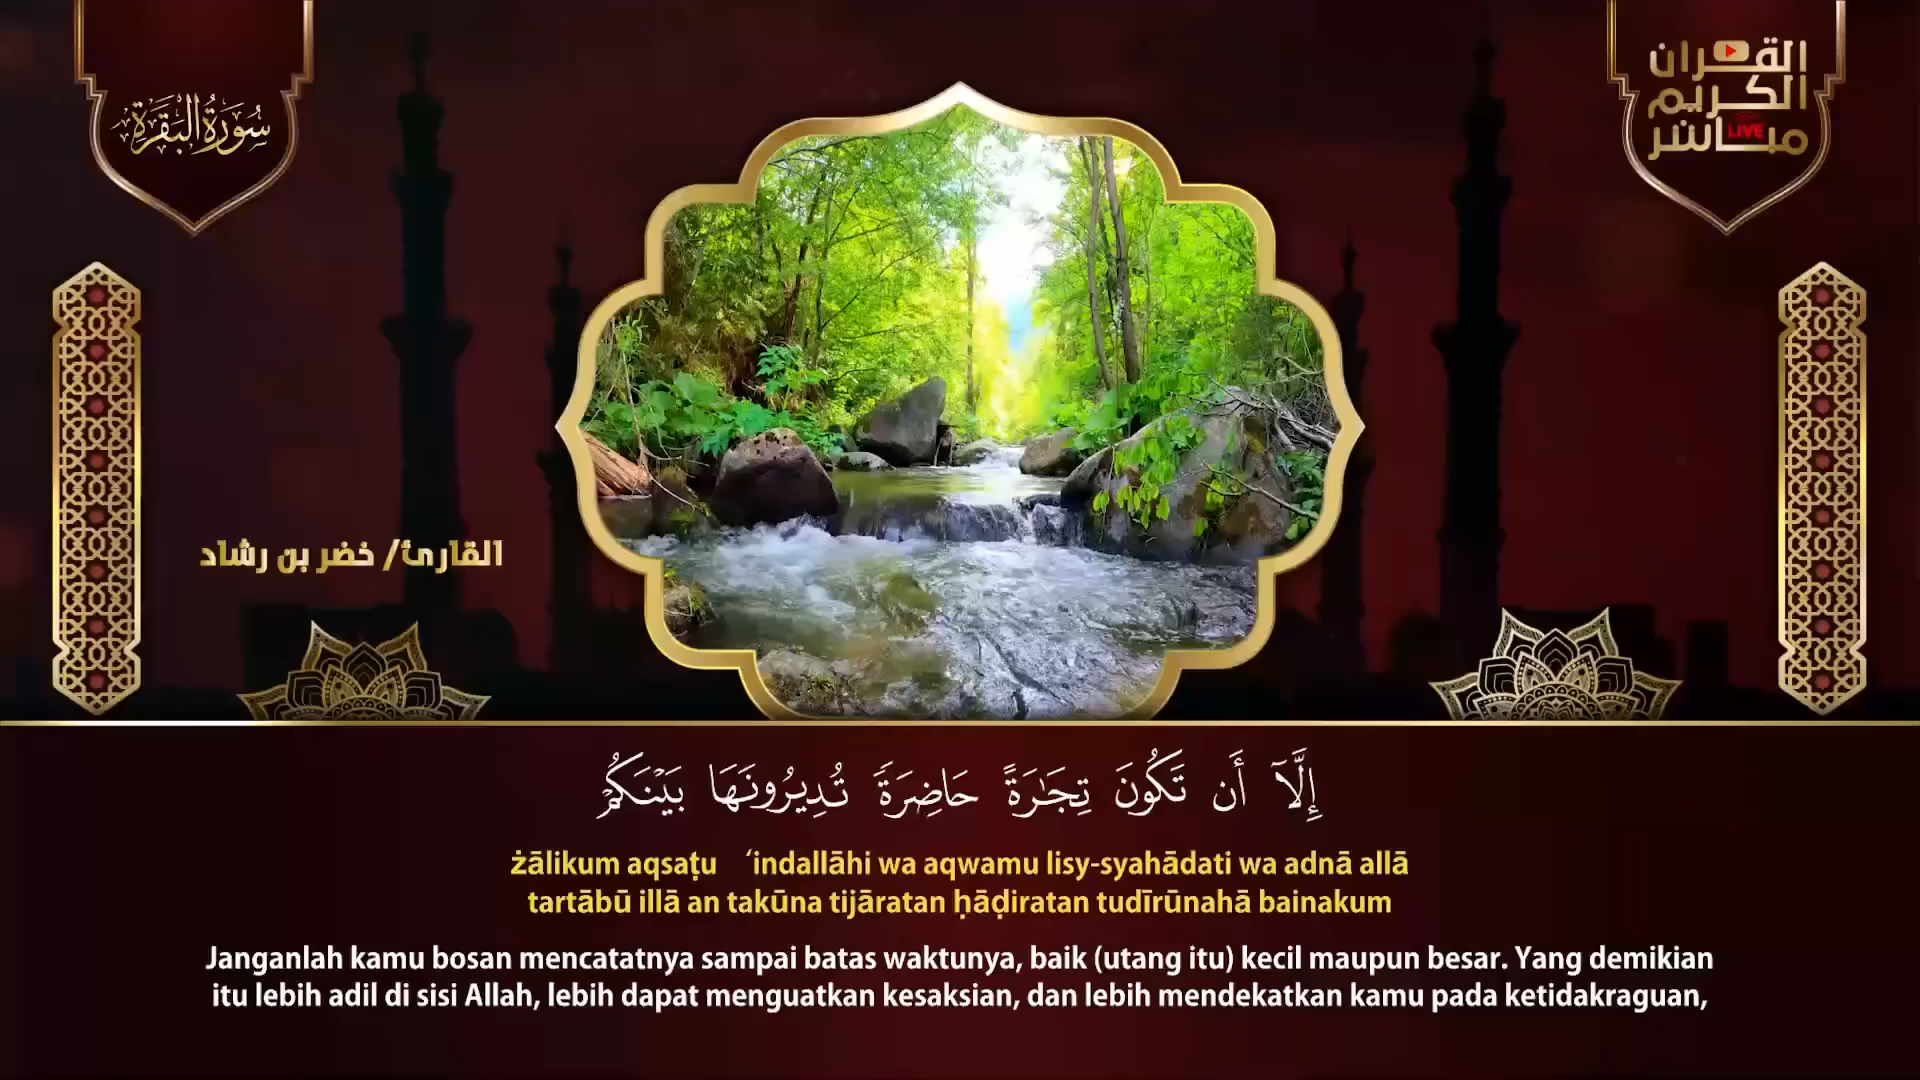 سُورَةُ البَقَرَةِ
القرآن
الكريم
مباشر
LIVE
القارئ/ خضر بن رشاد
إِلَّآ أَن تَكُونَ تِجَٰرَةً حَاضِرَةً تُدِيرُونَهَا بَيْنَكُمْ
żālikum aqsaṭu ‘indallāhi wa aqwamu lisy-syahādati wa adnā allā
tartābū illā an takūna tijāratan ḥāḍiratan tudīrūnahā bainakum
Janganlah kamu bosan mencatatnya sampai batas waktunya, baik (utang itu) kecil maupun besar. Yang demikian
itu lebih adil di sisi Allah, lebih dapat menguatkan kesaksian, dan lebih mendekatkan kamu pada ketidakraguan,